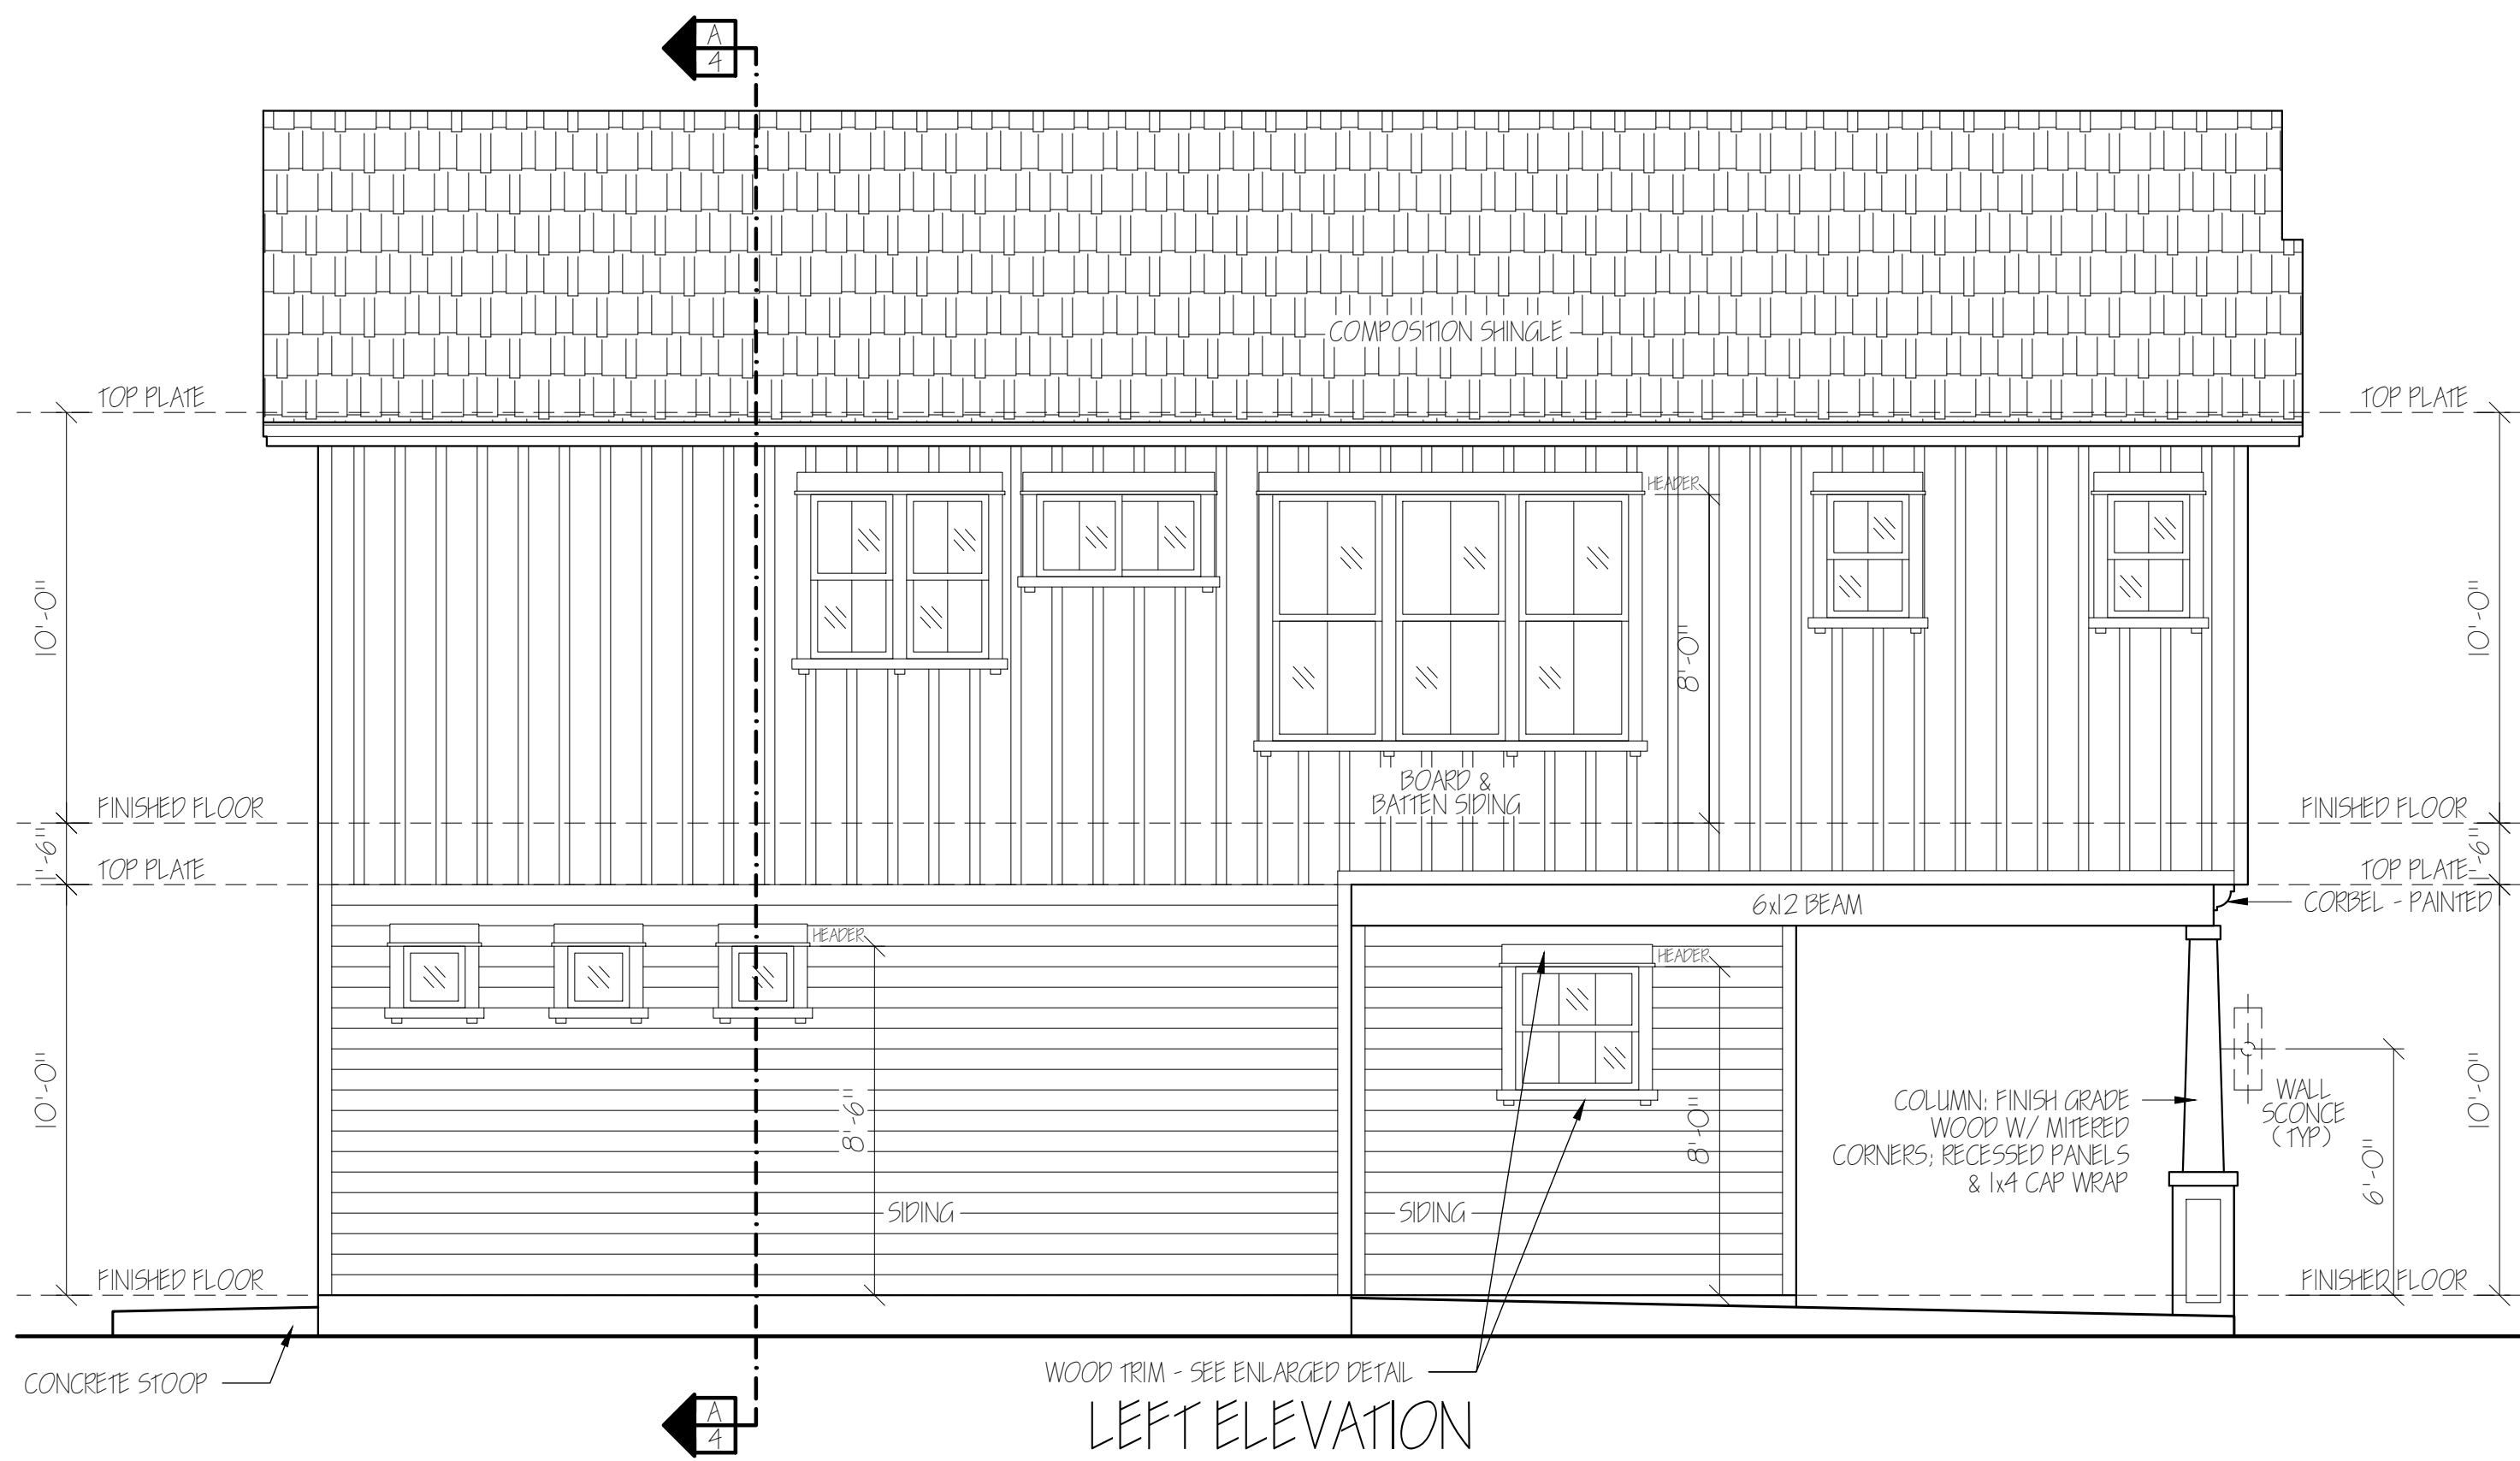 A
4
COMPOSITION SHINGLE
TOP PLATE
TOP PLATE
HEADER
10'-0"
8'-0"
10'-0"
BOARD &
BATTEN SIDING
FINISHED FLOOR
FINISHED FLOOR
1'-6"
1'-6"
TOP PLATE
TOP PLATE
6x12 BEAM
CORBEL - PAINTED
HEADER
HEADER
10'-0"
8'-6"
8'-0"
COLUMN: FINISH GRADE
WOOD W/ MITERED
CORNERS; RECESSED PANELS
& 1x4 CAP WRAP
WALL
SCONCE
(TYP)
6'-0"
10'-0"
SIDING
SIDING
FINISHED FLOOR
FINISHED FLOOR
CONCRETE STOOP
WOOD TRIM - SEE ENLARGED DETAIL
A
4
LEFT ELEVATION